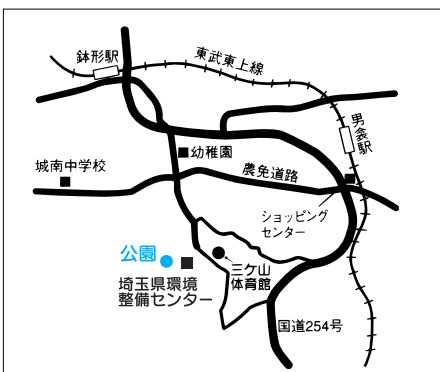 鉢形駅
東武東上線
男衾駅
幼稚園
城南中学校
農免道路
ショッピング
センター
公園
三ケ山
体育館
埼玉県環境
整備センター
国道254号